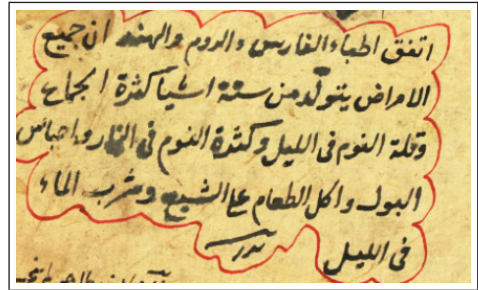 اتفق اطباء الفارس والروم والهند ان جميع
الامراض يتولد من ستة اشيا كثرة الجماع
وقلة النوم في الليل وكثرة النوم في النهار واحباس
البول واكل الطعام على الشبع وشرب الماء
في الليل